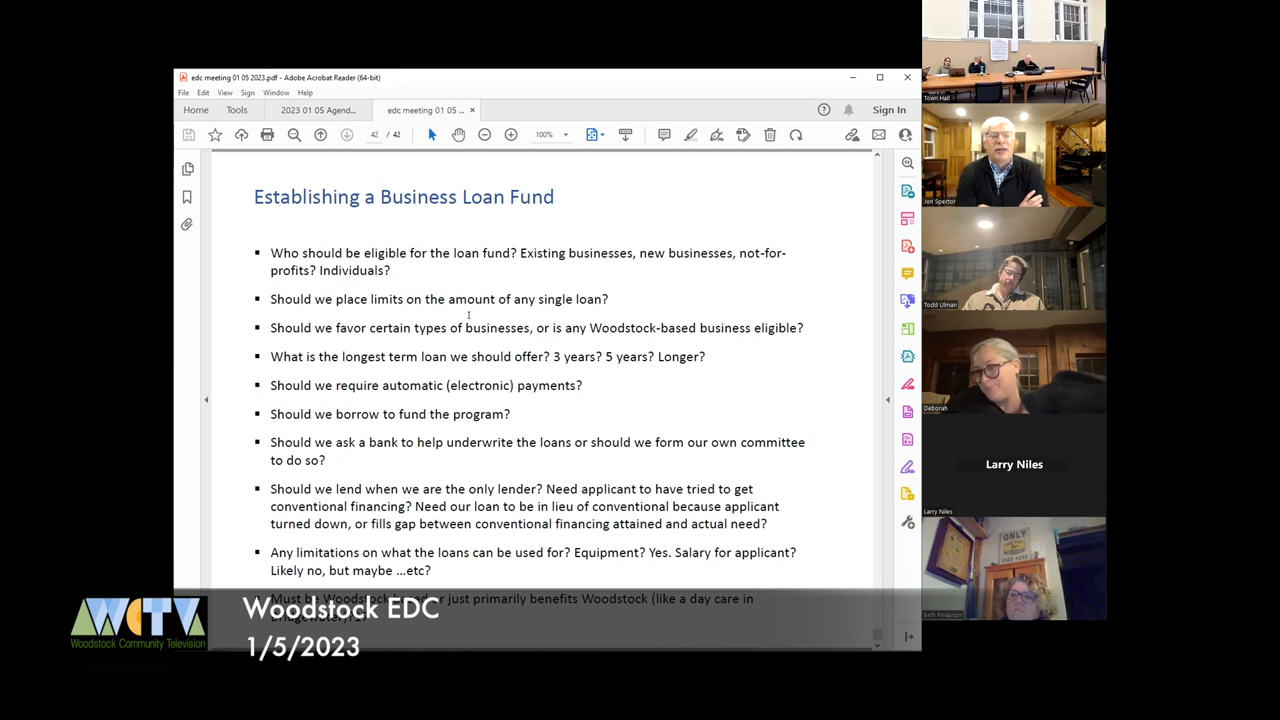 edc meeting 01 05 2023.pdf - Adobe Acrobat Reader (64-bit)
File Edit View Sign Window Help
Home Tools 2023 01 05 Agend... edc meeting 01 05 ... × Sign In
42 / 42 100%
Establishing a Business Loan Fund
▪ Who should be eligible for the loan fund? Existing businesses, new businesses, not-for-
profits? Individuals?
▪ Should we place limits on the amount of any single loan?
▪ Should we favor certain types of businesses, or is any Woodstock-based business eligible?
▪ What is the longest term loan we should offer? 3 years? 5 years? Longer?
▪ Should we require automatic (electronic) payments?
▪ Should we borrow to fund the program?
▪ Should we ask a bank to help underwrite the loans or should we form our own committee
to do so?
▪ Should we lend when we are the only lender? Need applicant to have tried to get
conventional financing? Need our loan to be in lieu of conventional because applicant
turned down, or fills gap between conventional financing attained and actual need?
▪ Any limitations on what the loans can be used for? Equipment? Yes. Salary for applicant?
Likely no, but maybe ...etc?
▪ Must be Woodstock or just primarily benefits Woodstock (like a day care in
Woodstock EDC
1/5/2023
WCTV
Woodstock Community Television
Town Hall
Jon Spector
Todd Ulman
Deborah
Larry Niles
Larry Niles
ONLY
USED HERE
Beth Finlayson